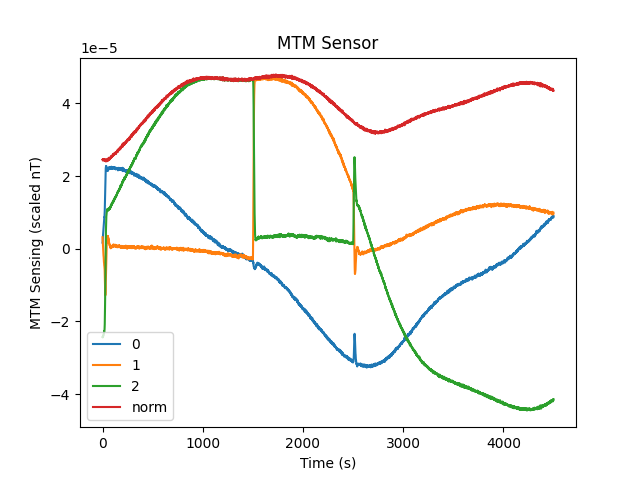 MTM Sensor
1e−5
MTM Sensing (scaled nT)
4
2
0
−2
−4
0
1
2
norm
0
1000
2000
3000
4000
Time (s)